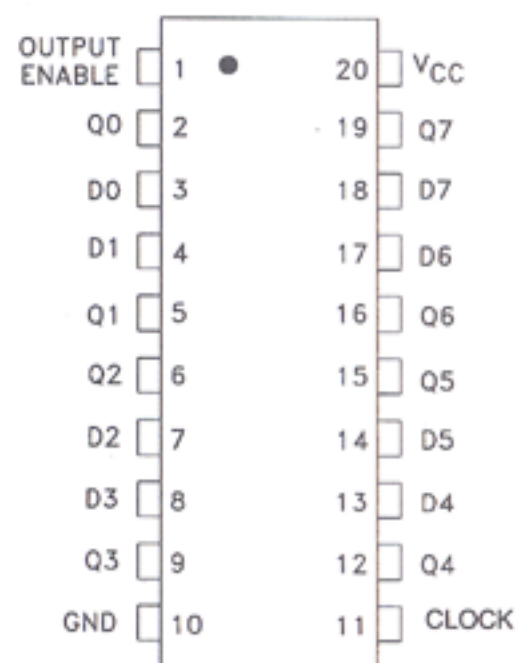 OUTPUT
ENABLE 1 20 VCC
Q0 2 19 Q7
D0 3 18 D7
D1 4 17 D6
Q1 5 16 Q6
Q2 6 15 Q5
D2 7 14 D5
D3 8 13 D4
Q3 9 12 Q4
GND 10 11 CLOCK